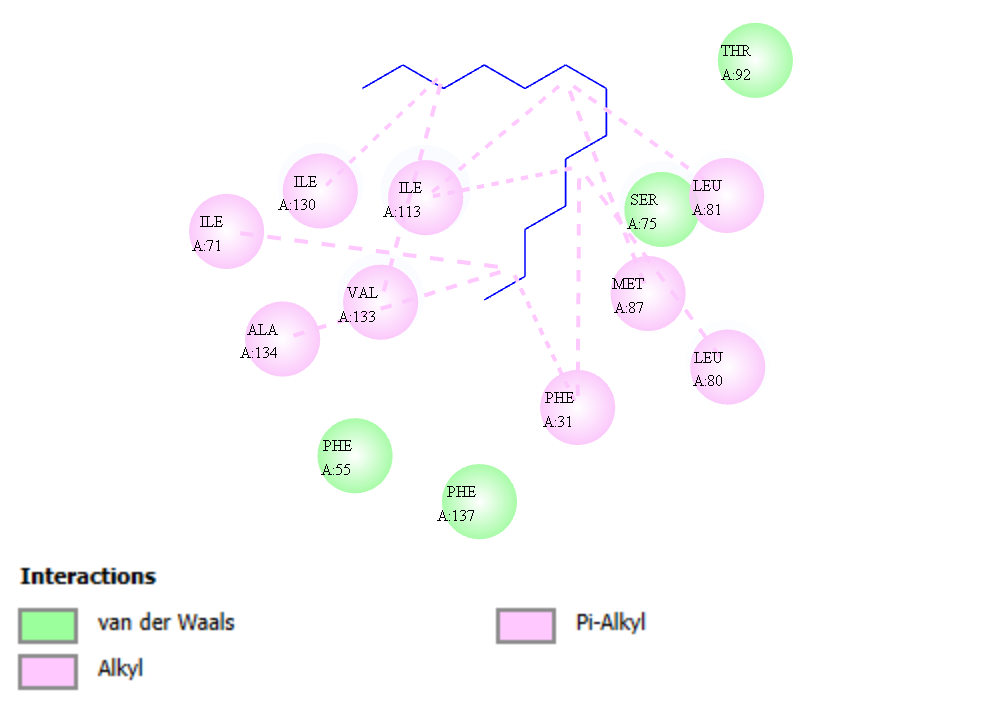 THR
A:92
ILE
A:130
ILE
A:113
SER
A:75
LEU
A:81
ILE
A:71
VAL
A:133
MET
A:87
ALA
A:134
LEU
A:80
PHE
A:31
PHE
A:55
PHE
A:137
Interactions
van der Waals
Pi-Alkyl
Alkyl